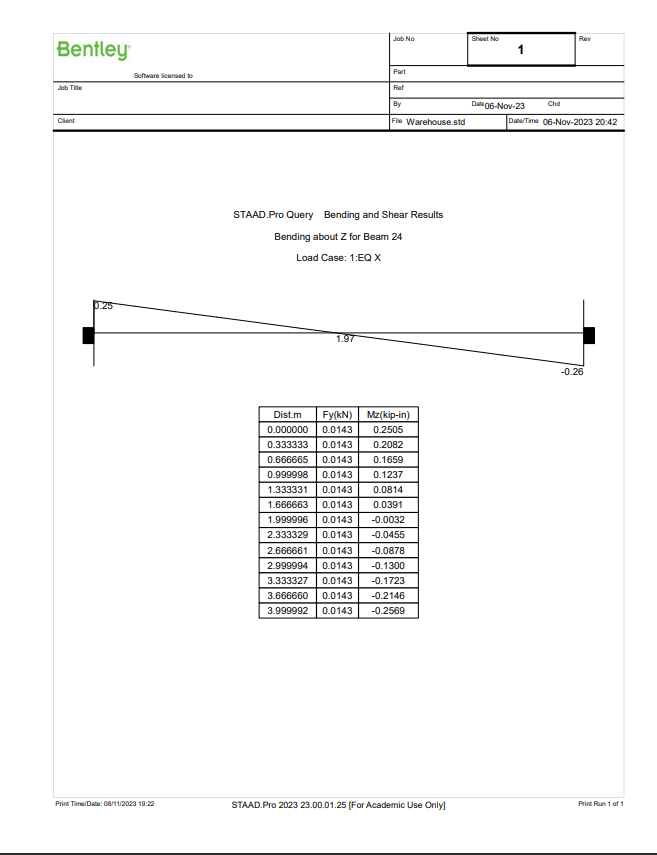 Bentley®
Software licensed to
Job No
Sheet No
1
Rev
Part
Job Title
Ref
By
Date 06-Nov-23
Chd
Client
File Warehouse.std
Date/Time 06-Nov-2023 20:42
STAAD.Pro Query Bending and Shear Results
Bending about Z for Beam 24
Load Case: 1:EQ X
0.25
1.97
-0.26
Dist.m Fy(kN) Mz(kip-in)
0.000000 0.0143 0.2505
0.333333 0.0143 0.2082
0.666665 0.0143 0.1659
0.999998 0.0143 0.1237
1.333331 0.0143 0.0814
1.666663 0.0143 0.0391
1.999996 0.0143 -0.0032
2.333329 0.0143 -0.0455
2.666661 0.0143 -0.0878
2.999994 0.0143 -0.1300
3.333327 0.0143 -0.1723
3.666660 0.0143 -0.2146
3.999992 0.0143 -0.2569
Print Time/Date: 08/11/2023 19:22
STAAD.Pro 2023 23.00.01.25 [For Academic Use Only]
Print Run 1 of 1